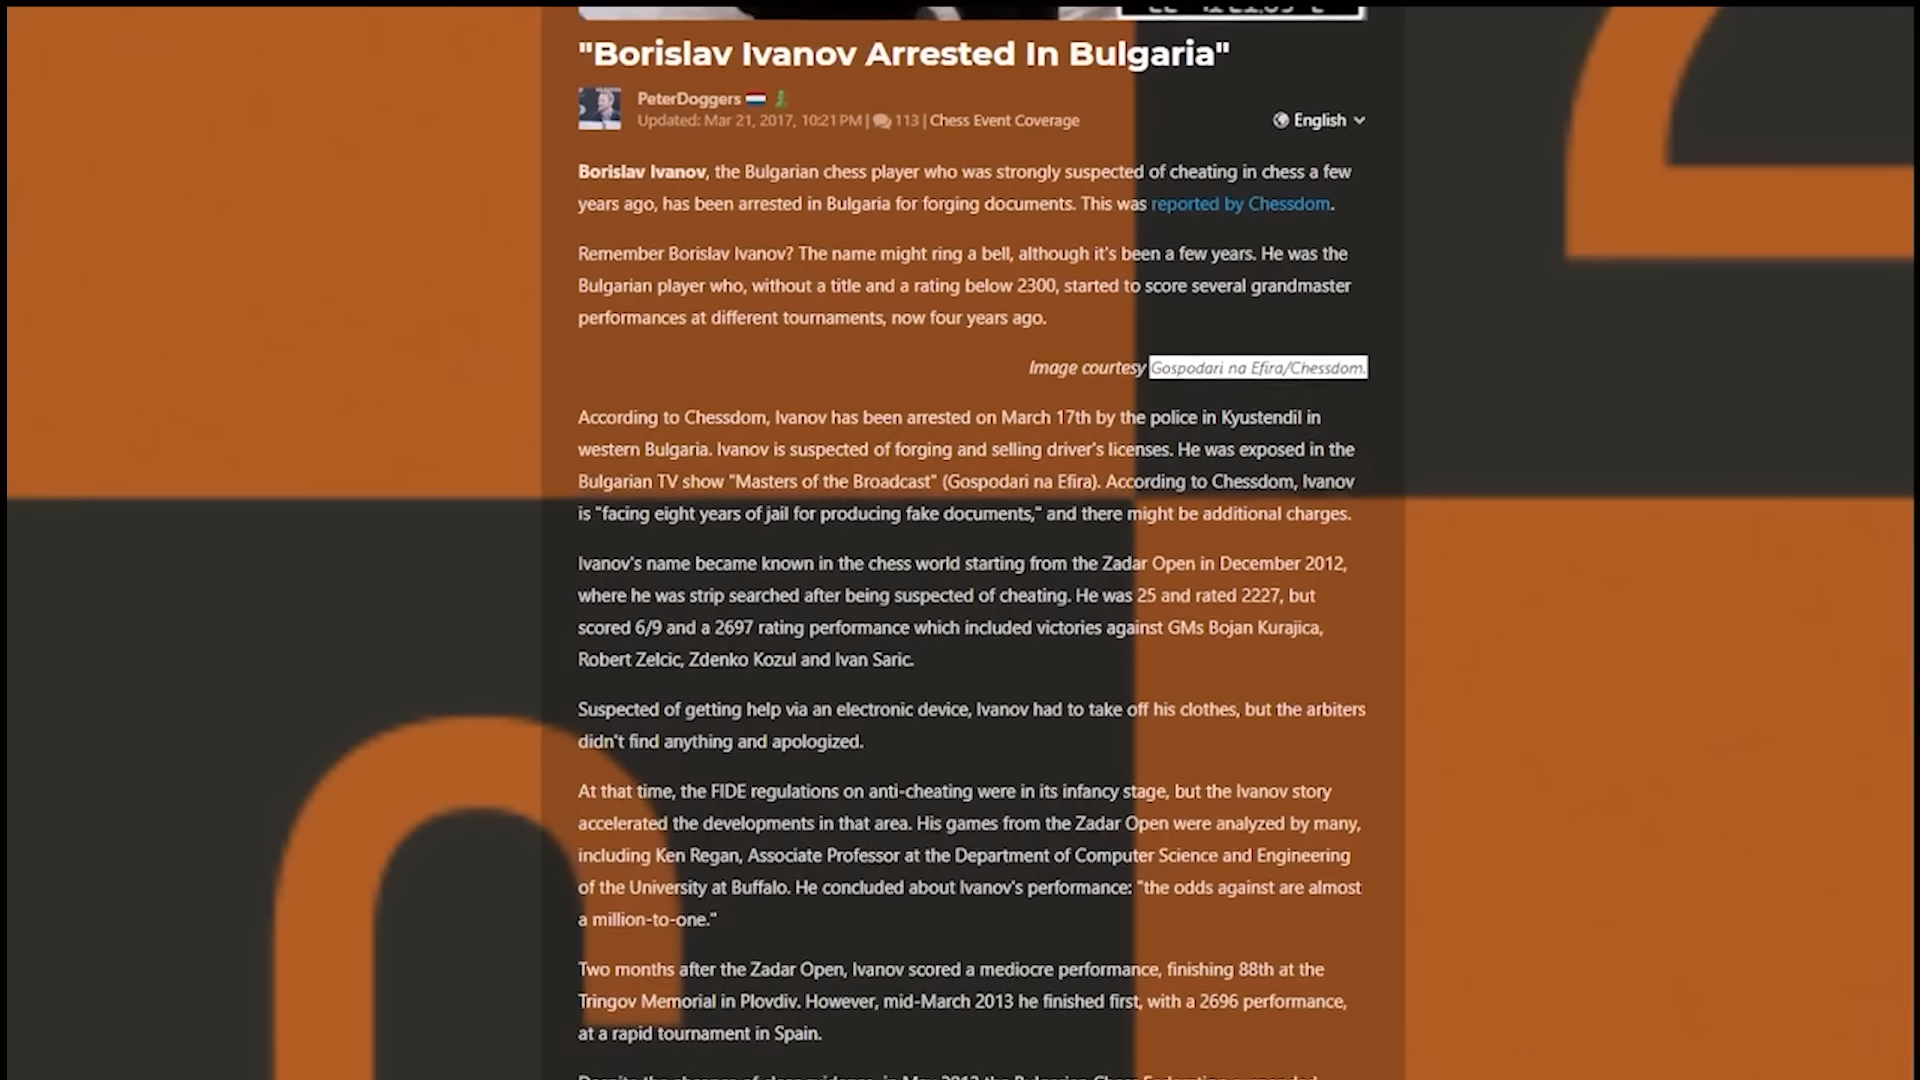 "Borislav Ivanov Arrested In Bulgaria"
PeterDoggers
Updated: Mar 21, 2017, 10:21 PM | 113 | Chess Event Coverage
English
Borislav Ivanov, the Bulgarian chess player who was strongly suspected of cheating in chess a few
years ago, has been arrested in Bulgaria for forging documents. This was reported by Chessdom.
Remember Borislav Ivanov? The name might ring a bell, although it's been a few years. He was the
Bulgarian player who, without a title and a rating below 2300, started to score several grandmaster
performances at different tournaments, now four years ago.
Image courtesy Gospodari na Efira/Chessdom.
According to Chessdom, Ivanov has been arrested on March 17th by the police in Kyustendil in
western Bulgaria. Ivanov is suspected of forging and selling driver's licenses. He was exposed in the
Bulgarian TV show "Masters of the Broadcast" (Gospodari na Efira). According to Chessdom, Ivanov
is "facing eight years of jail for producing fake documents," and there might be additional charges.
Ivanov's name became known in the chess world starting from the Zadar Open in December 2012,
where he was strip searched after being suspected of cheating. He was 25 and rated 2227, but
scored 6/9 and a 2697 rating performance which included victories against GMs Bojan Kurajica,
Robert Zelcic, Zdenko Kozul and Ivan Saric.
Suspected of getting help via an electronic device, Ivanov had to take off his clothes, but the arbiters
didn't find anything and apologized.
At that time, the FIDE regulations on anti-cheating were in its infancy stage, but the Ivanov story
accelerated the developments in that area. His games from the Zadar Open were analyzed by many,
including Ken Regan, Associate Professor at the Department of Computer Science and Engineering
of the University at Buffalo. He concluded about Ivanov's performance: "the odds against are almost
a million-to-one."
Two months after the Zadar Open, Ivanov scored a mediocre performance, finishing 88th at the
Tringov Memorial in Plovdiv. However, mid-March 2013 he finished first, with a 2696 performance,
at a rapid tournament in Spain.